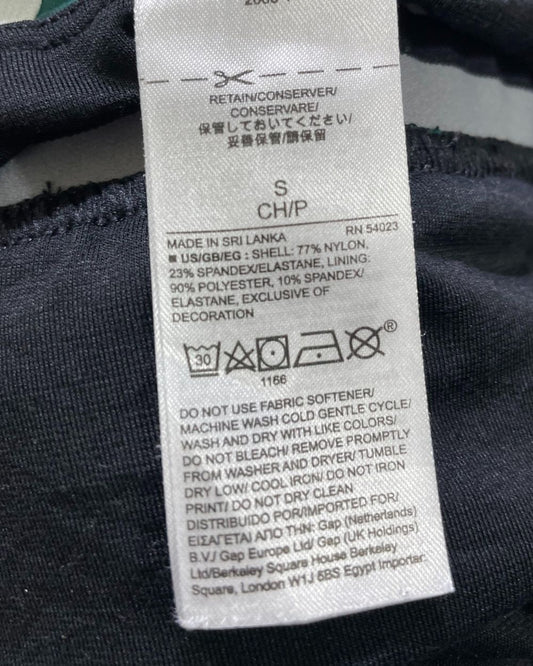 RETAIN/CONSERVER/
CONSERVARE/
保管しておいてください/
妥善保管/請保留
S
CH/P
MADE IN SRI LANKA RN 54023
■ US/GB/EG : SHELL: 77% NYLON,
23% SPANDEX/ELASTANE, LINING:
90% POLYESTER, 10% SPANDEX/
ELASTANE, EXCLUSIVE OF
DECORATION
30 ®
1166
DO NOT USE FABRIC SOFTENER/
MACHINE WASH COLD GENTLE CYCLE/
WASH AND DRY WITH LIKE COLORS/
DO NOT BLEACH/ REMOVE PROMPTLY
FROM WASHER AND DRYER/ TUMBLE
DRY LOW/ COOL IRON/ DO NOT IRON
PRINT/ DO NOT DRY CLEAN
DISTRIBUIDO POR/IMPORTED FOR/
ΕΙΣΑΓΕΤΑΙ ΑΠΟ ΤΗΝ: Gap (Netherlands)
B.V./ Gap Europe Ltd/ Gap (UK Holdings)
Ltd/Berkeley Square House Berkeley
Square, London W1J 6BS Egypt Importer: